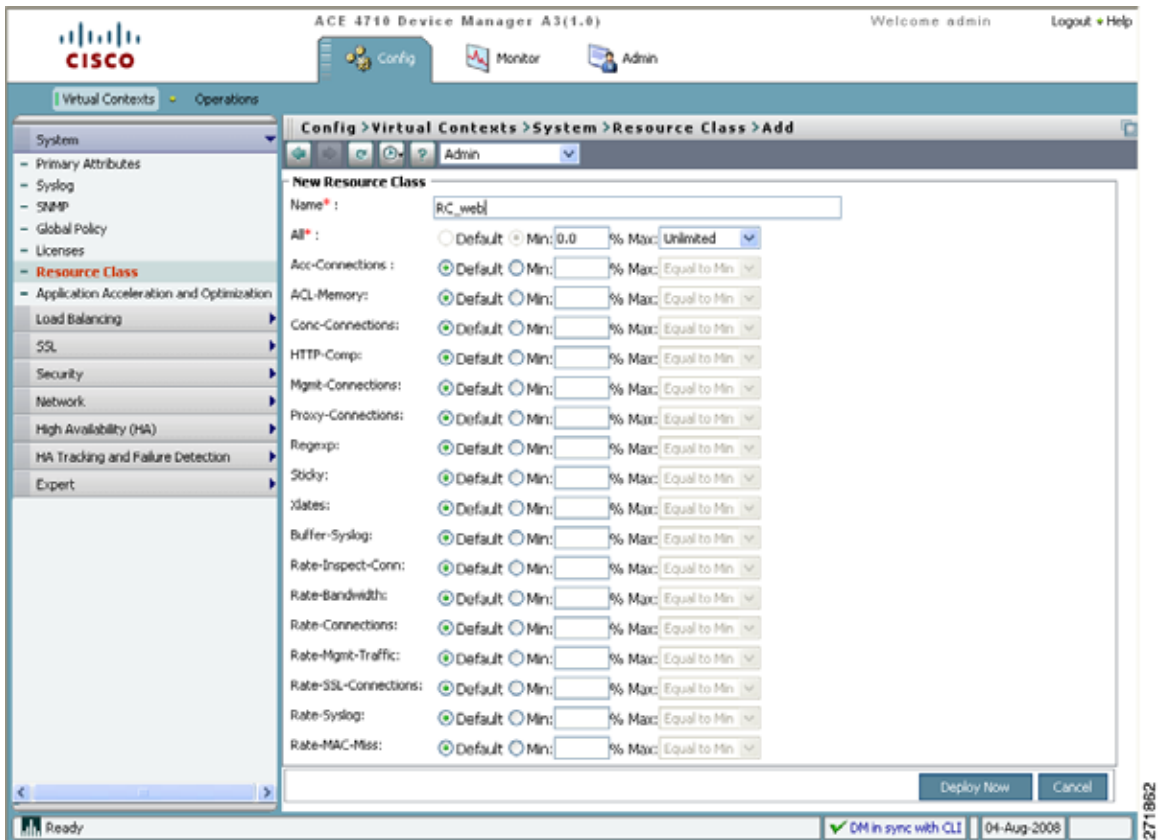 ACE 4710 Device Manager A3(1.0)
Welcome admin
Logout Help
CISCO
Config
Monitor
Admin
Virtual Contexts
Operations
System
Primary Attributes
Syslog
SNMP
Global Policy
Licenses
Resource Class
Application Acceleration and Optimization
Load Balancing
SSL
Security
Network
High Availability (HA)
HA Tracking and Failure Detection
Expert
Config > Virtual Contexts > System > Resource Class > Add
? Admin
New Resource Class
Name* : RC_web
All* : Default Min: 0.0 % Max: Unlimited
Acc-Connections : Default Min: % Max: Equal to Min
ACL-Memory: Default Min: % Max: Equal to Min
Conc-Connections: Default Min: % Max: Equal to Min
HTTP-Comp: Default Min: % Max: Equal to Min
Mgmt-Connections: Default Min: % Max: Equal to Min
Proxy-Connections: Default Min: % Max: Equal to Min
Regexp: Default Min: % Max: Equal to Min
Sticky: Default Min: % Max: Equal to Min
Xlates: Default Min: % Max: Equal to Min
Buffer-Syslog: Default Min: % Max: Equal to Min
Rate-Inspect-Conn: Default Min: % Max: Equal to Min
Rate-Bandwidth: Default Min: % Max: Equal to Min
Rate-Connections: Default Min: % Max: Equal to Min
Rate-Mgmt-Traffic: Default Min: % Max: Equal to Min
Rate-SSL-Connections: Default Min: % Max: Equal to Min
Rate-Syslog: Default Min: % Max: Equal to Min
Rate-MAC-Miss: Default Min: % Max: Equal to Min
Deploy Now
Cancel
Ready
DM in sync with CLI
04-Aug-2008
271862